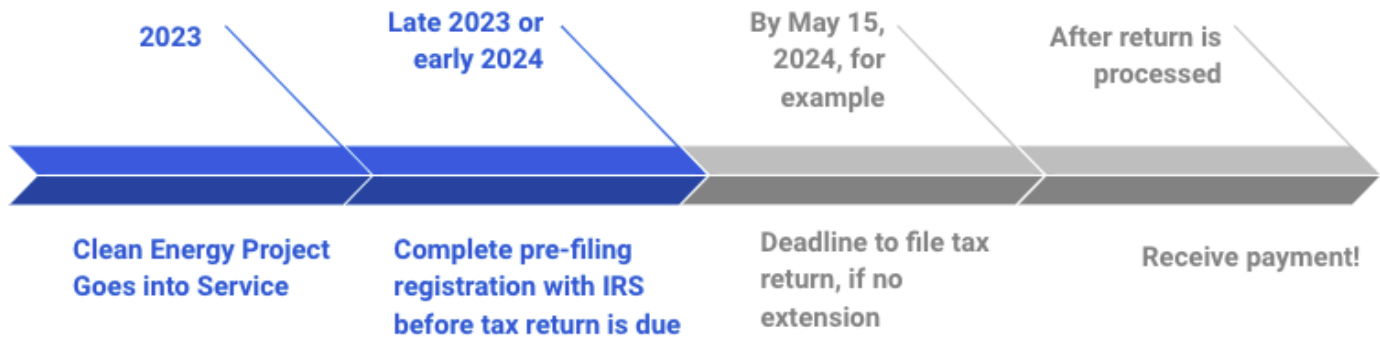 2023
Late 2023 or
early 2024
By May 15,
2024, for
example
After return is
processed
Clean Energy Project
Goes into Service
Complete pre-filing
registration with IRS
before tax return is due
Deadline to file tax
return, if no
extension
Receive payment!